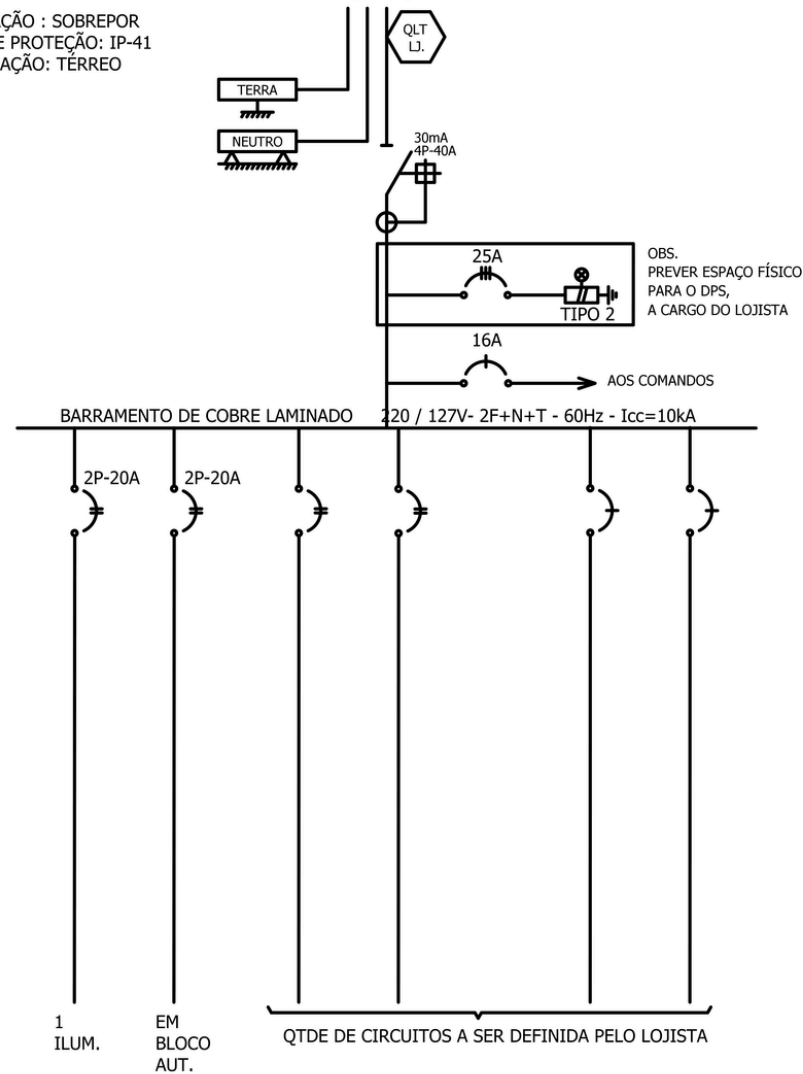 AÇÃO : SOBREPOR
E PROTEÇÃO: IP-41
AÇÃO: TÉRREO
QLT
LJ.
TERRA
NEUTRO
30mA
4P-40A
25A
TIPO 2
OBS.
PREVER ESPAÇO FÍSICO
PARA O DPS,
A CARGO DO LOJISTA
16A
AOS COMANDOS
BARRAMENTO DE COBRE LAMINADO 220 / 127V- 2F+N+T - 60Hz - Icc=10kA
2P-20A
2P-20A
1
ILUM.
EM
BLOCO
AUT.
QTDE DE CIRCUITOS A SER DEFINIDA PELO LOJISTA